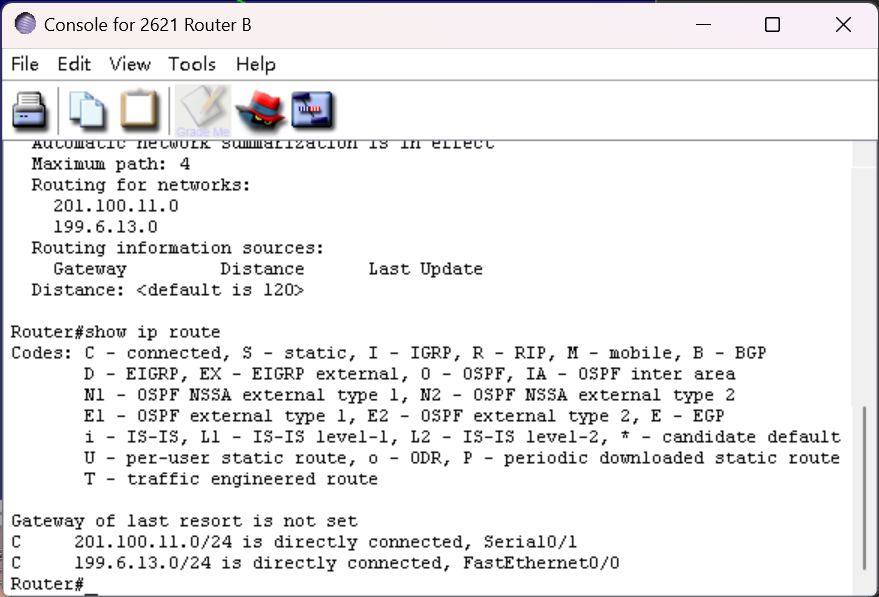 Console for 2621 Router B
File Edit View Tools Help
Grade Me
Automatic network summarization is in effect
Maximum path: 4
Routing for networks:
201.100.11.0
199.6.13.0
Routing information sources:
Gateway Distance Last Update
Distance: <default is 120>
Router#show ip route
Codes: C - connected, S - static, I - IGRP, R - RIP, M - mobile, B - BGP
D - EIGRP, EX - EIGRP external, O - OSPF, IA - OSPF inter area
N1 - OSPF NSSA external type 1, N2 - OSPF NSSA external type 2
E1 - OSPF external type 1, E2 - OSPF external type 2, E - EGP
i - IS-IS, L1 - IS-IS level-1, L2 - IS-IS level-2, * - candidate default
U - per-user static route, o - ODR, P - periodic downloaded static route
T - traffic engineered route
Gateway of last resort is not set
C 201.100.11.0/24 is directly connected, Serial0/1
C 199.6.13.0/24 is directly connected, FastEthernet0/0
Router#_